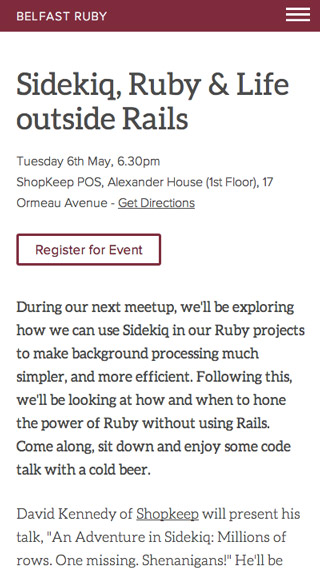 BELFAST RUBY
Sidekiq, Ruby & Life
outside Rails
Tuesday 6th May, 6.30pm
ShopKeep POS, Alexander House (1st Floor), 17
Ormeau Avenue - Get Directions
Register for Event
During our next meetup, we'll be exploring
how we can use Sidekiq in our Ruby projects
to make background processing much
simpler, and more efficient. Following this,
we'll be looking at how and when to hone
the power of Ruby without using Rails.
Come along, sit down and enjoy some code
talk with a cold beer.
David Kennedy of Shopkeep will present his
talk, "An Adventure in Sidekiq: Millions of
rows. One missing. Shenanigans!" He'll be